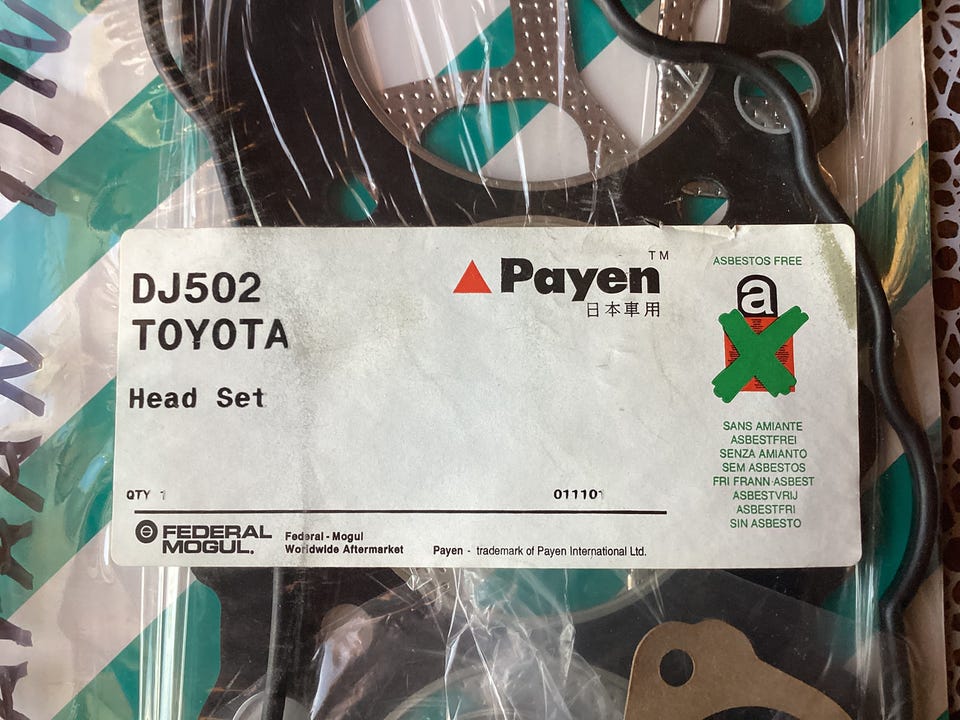 DJ502
TOYOTA
Head Set
QTY 1
Payen TM
日本車用
ASBESTOS FREE
a
SANS AMIANTE
ASBESTFREI
SENZA AMIANTO
SEM ASBESTOS
FRI FRANN ASBEST
ASBESTVRIJ
ASBESTFRI
SIN ASBESTO
011101
FEDERAL
MOGUL.
Federal-Mogul
Worldwide Aftermarket
Payen - trademark of Payen International Ltd.